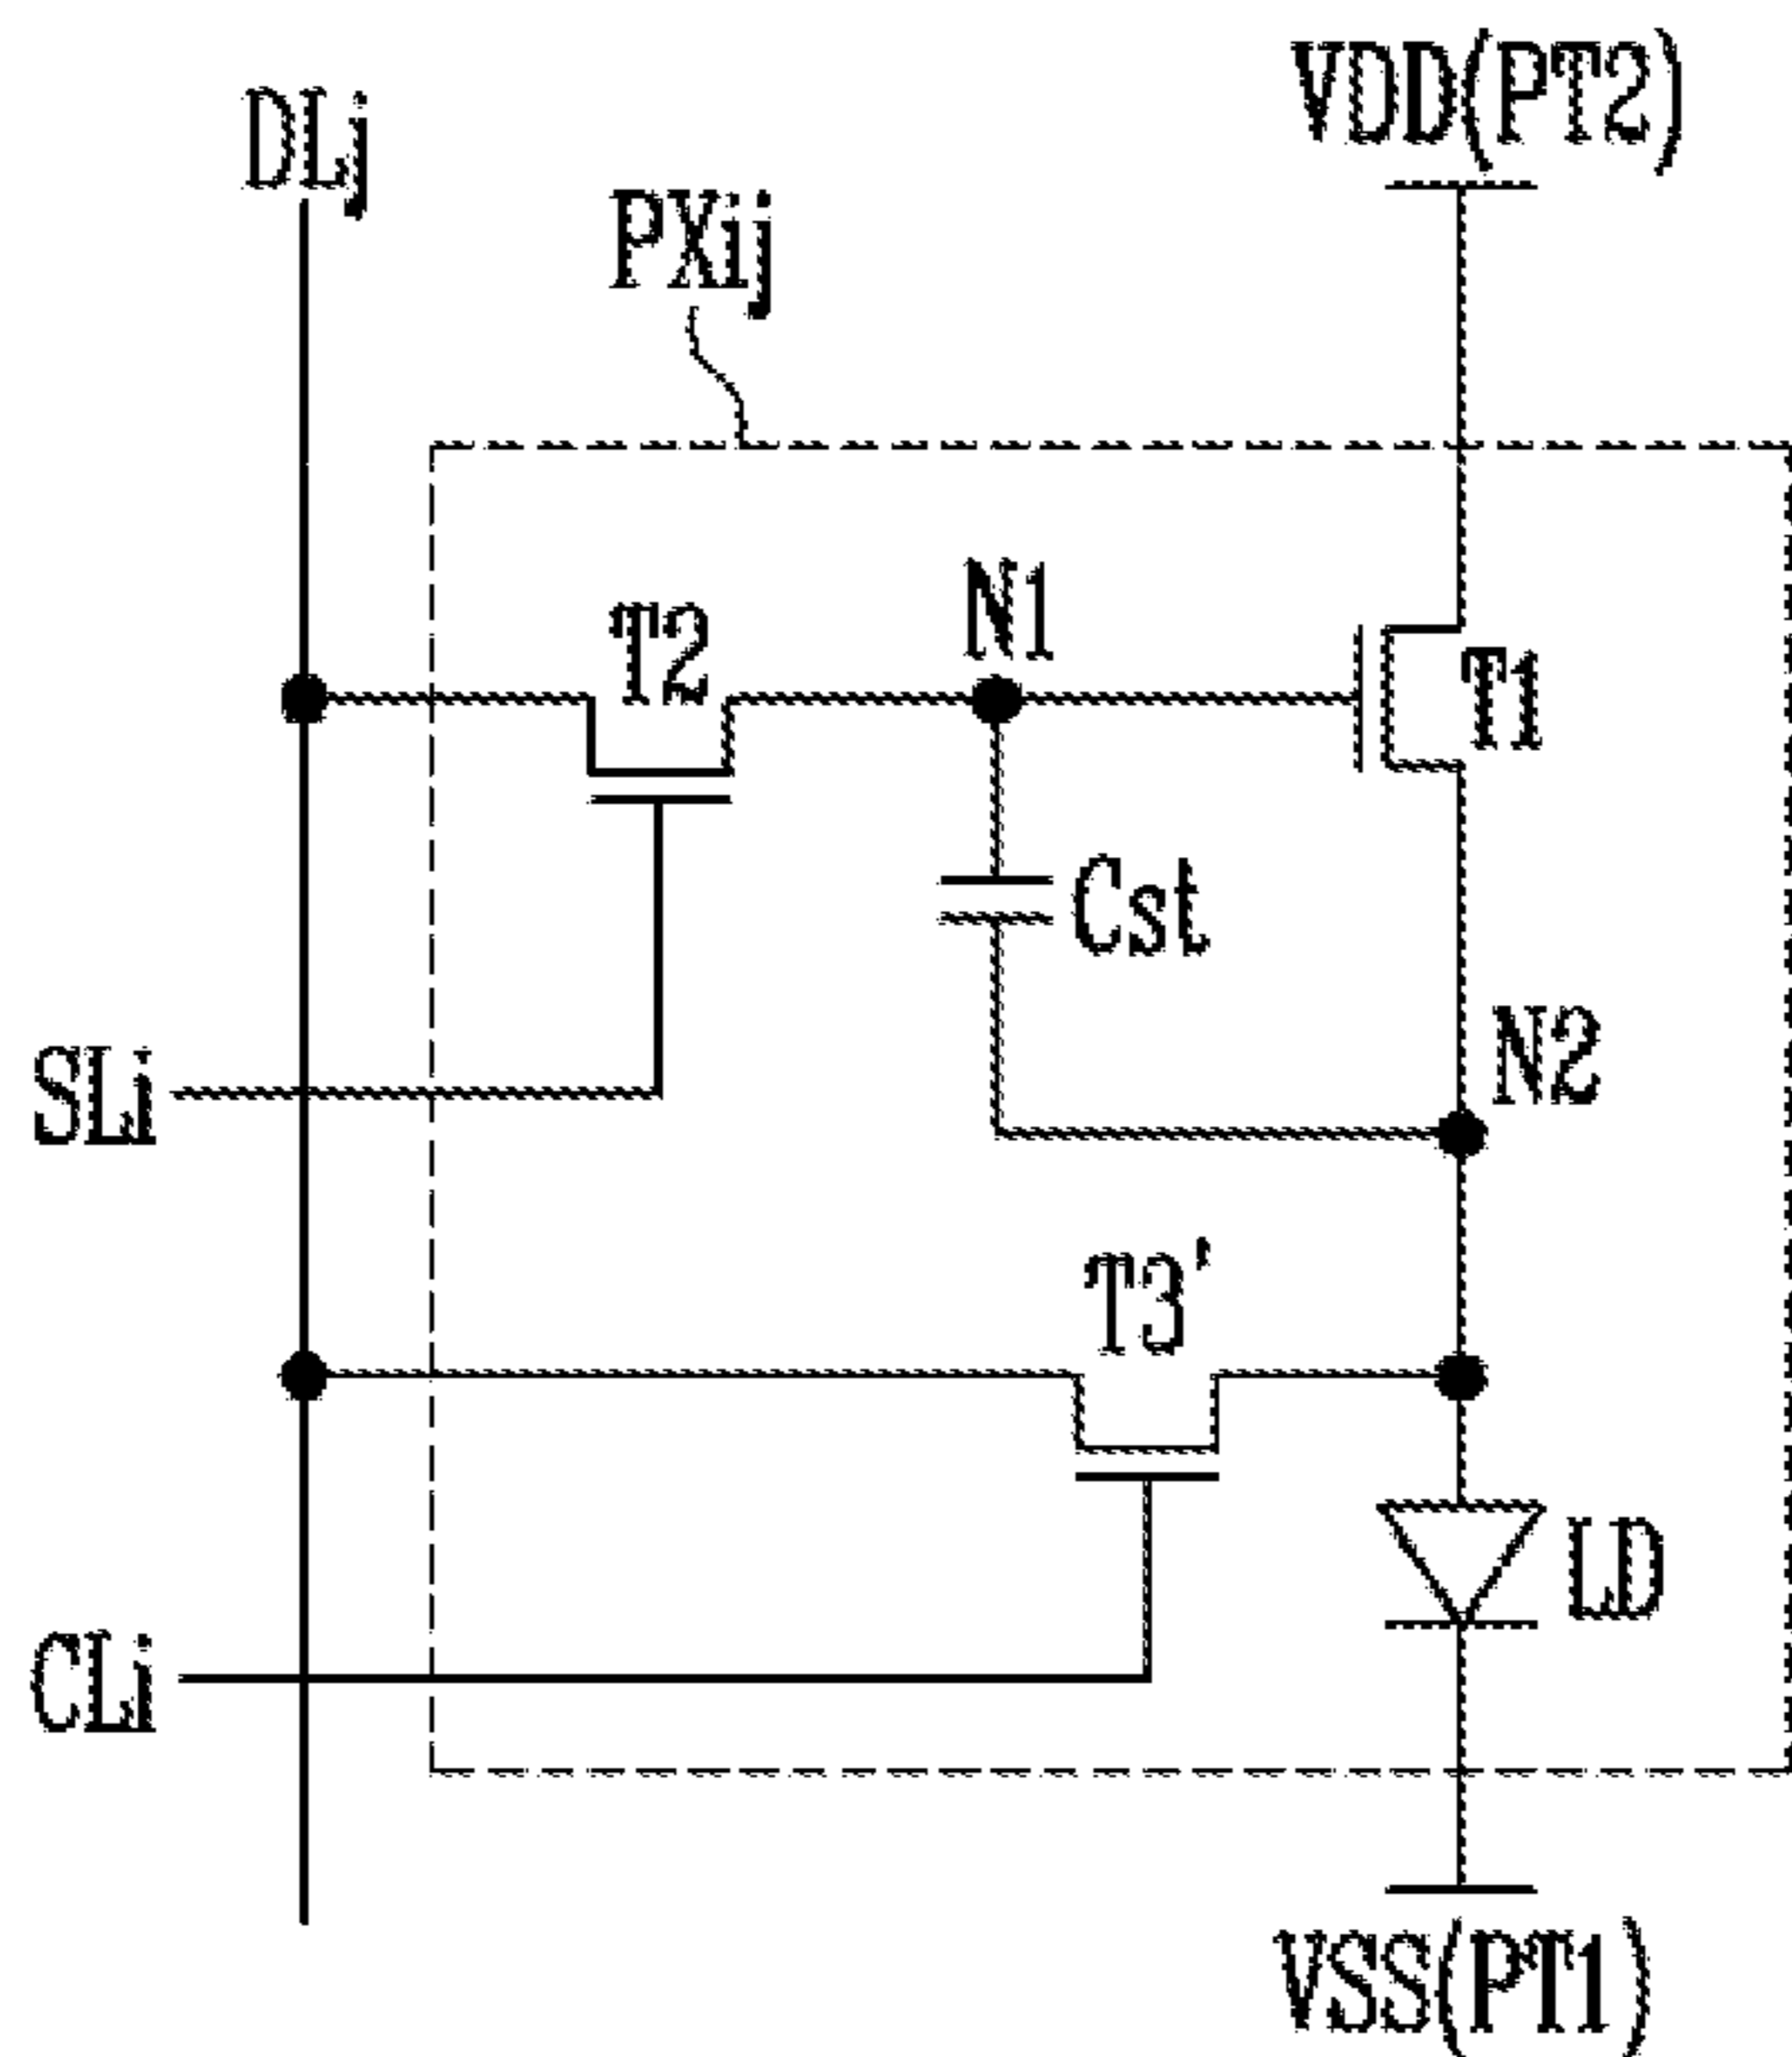 VDD(PT2)
DLj
PXij
N1
T2
T1
Cst
N2
SLi
T3'
LD
CLi
VSS(PT1)